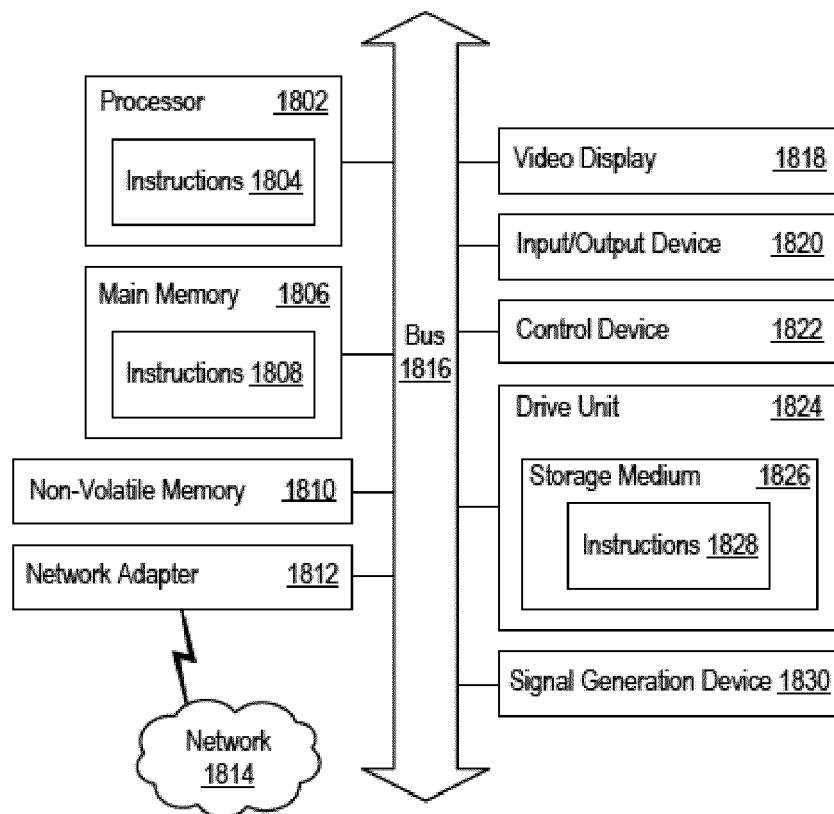 Processor 1802
Instructions 1804
Main Memory 1806
Instructions 1808
Non-Volatile Memory 1810
Network Adapter 1812
Network
1814
Bus
1816
Video Display 1818
Input/Output Device 1820
Control Device 1822
Drive Unit 1824
Storage Medium 1826
Instructions 1828
Signal Generation Device 1830